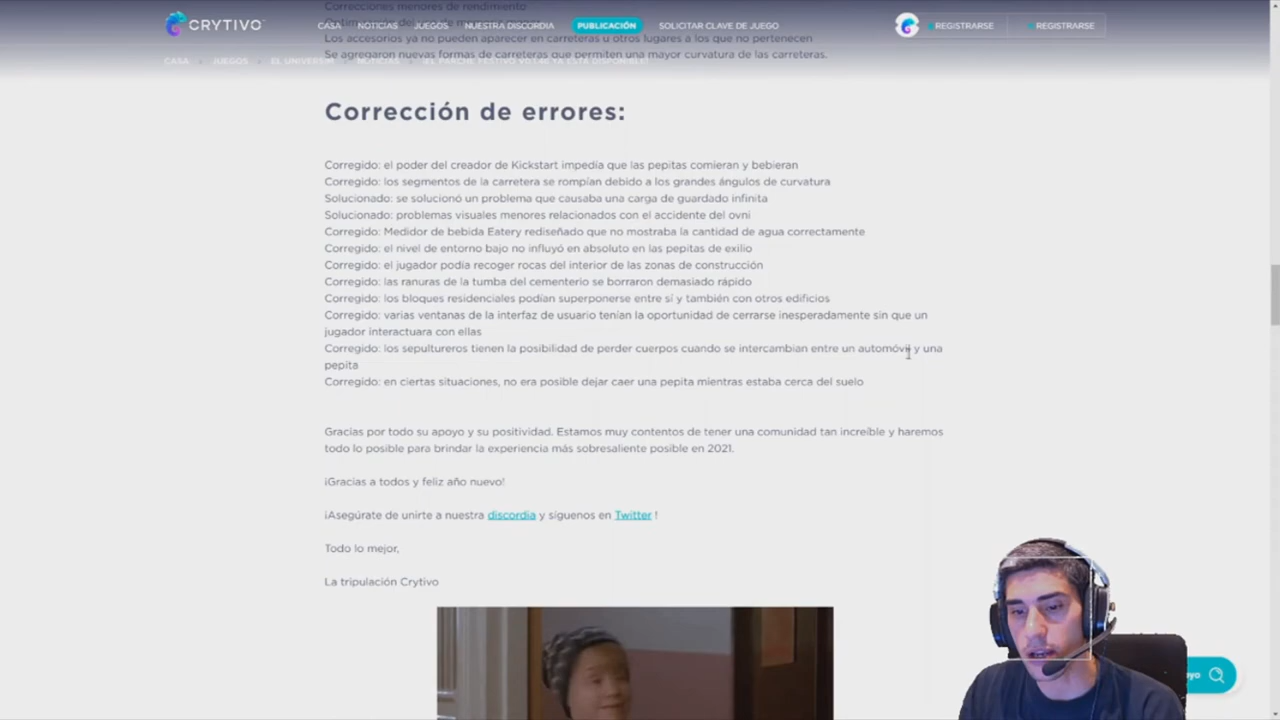 Correcciones menores de rendimiento
CRYTIVO
CASA
NOTICIAS
JUEGOS
NUESTRA DISCORDIA
PUBLICACIÓN
SOLICITAR CLAVE DE JUEGO
REGISTRARSE
REGISTRARSE
Los accesorios ya no pueden aparecer en carreteras u otros lugares a los que no pertenecen
Se agregaron nuevas formas de carreteras que permiten una mayor curvatura de las carreteras.
CASA
JUEGOS
Corrección de errores:
Corregido: el poder del creador de Kickstart impedía que las pepitas comieran y bebieran
Corregido: los segmentos de la carretera se rompían debido a los grandes ángulos de curvatura
Solucionado: se solucionó un problema que causaba una carga de guardado infinita
Solucionado: problemas visuales menores relacionados con el accidente del ovni
Corregido: Medidor de bebida Eatery rediseñado que no mostraba la cantidad de agua correctamente
Corregido: el nivel de entorno bajo no influyó en absoluto en las pepitas de exilio
Corregido: el jugador podía recoger rocas del interior de las zonas de construcción
Corregido: las ranuras de la tumba del cementerio se borraron demasiado rápido
Corregido: los bloques residenciales podían superponerse entre sí y también con otros edificios
Corregido: varias ventanas de la interfaz de usuario tenían la oportunidad de cerrarse inesperadamente sin que un
jugador interactuara con ellas
Corregido: los sepultureros tienen la posibilidad de perder cuerpos cuando se intercambian entre un automóvil y una
pepita
Corregido: en ciertas situaciones, no era posible dejar caer una pepita mientras estaba cerca del suelo
Gracias por todo su apoyo y su positividad. Estamos muy contentos de tener una comunidad tan increíble y haremos
todo lo posible para brindar la experiencia más sobresaliente posible en 2021.
¡Gracias a todos y feliz año nuevo!
¡Asegúrate de unirte a nuestra discordia y síguenos en Twitter !
Todo lo mejor,
La tripulación Crytivo